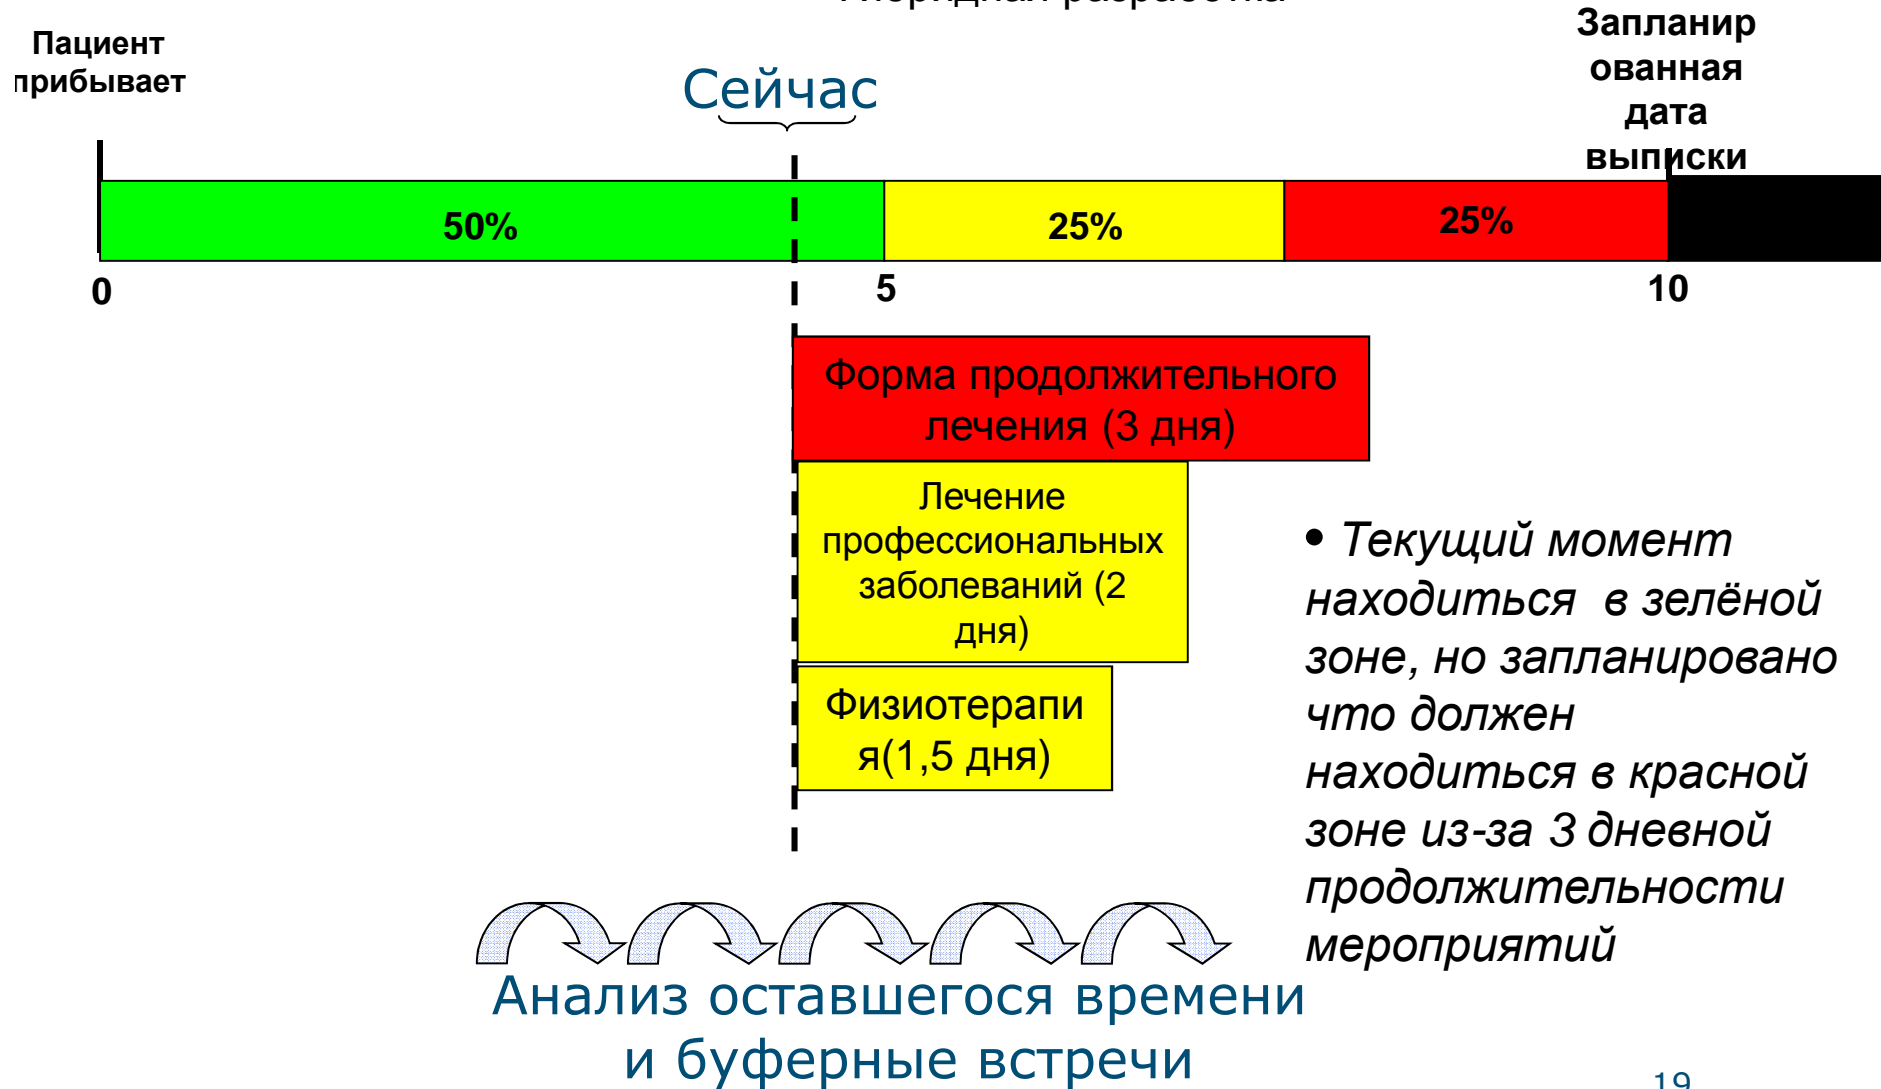 Пациент
прибывает
Сейчас
Запланир
ованная
дата
выписки
50%
25%
25%
0
5
10
Форма продолжительного
лечения (3 дня)
Лечение
профессиональных
заболеваний (2
дня)
Физиотерапи
я(1,5 дня)
• Текущий момент
находиться в зелёной
зоне, но запланировано
что должен
находиться в красной
зоне из-за 3 дневной
продолжительности
мероприятий
Анализ оставшегося времени
и буферные встречи
19